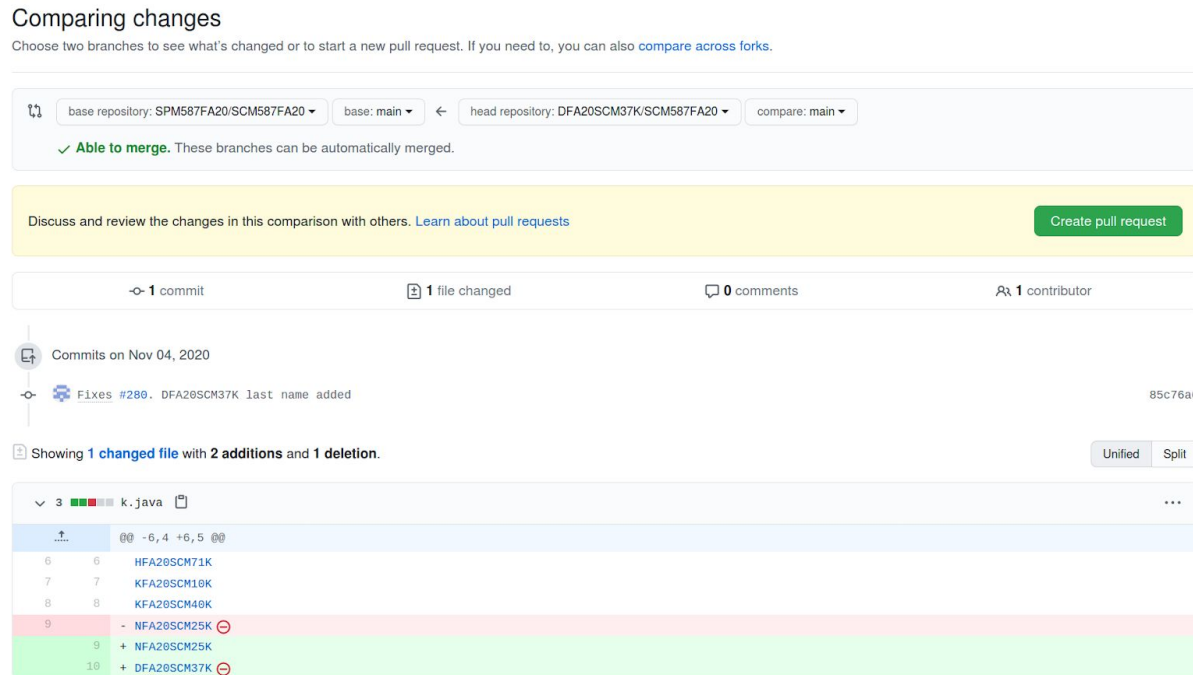 Comparing changes
Choose two branches to see what's changed or to start a new pull request. If you need to, you can also compare across forks.
base repository: SPM587FA20/SCM587FA20 base: main ← head repository: DFA20SCM37K/SCM587FA20 compare: main
Able to merge. These branches can be automatically merged.
Discuss and review the changes in this comparison with others. Learn about pull requests Create pull request
1 commit 1 file changed 0 comments 1 contributor
Commits on Nov 04, 2020
Fixes #280. DFA20SCM37K last name added 85c76a
Showing 1 changed file with 2 additions and 1 deletion. Unified Split
3 k.java ...
@@ -6,4 +6,5 @@
6 6 HFA20SCM71K
7 7 KFA20SCM10K
8 8 KFA20SCM40K
9 - NFA20SCM25K
9 + NFA20SCM25K
10 + DFA20SCM37K